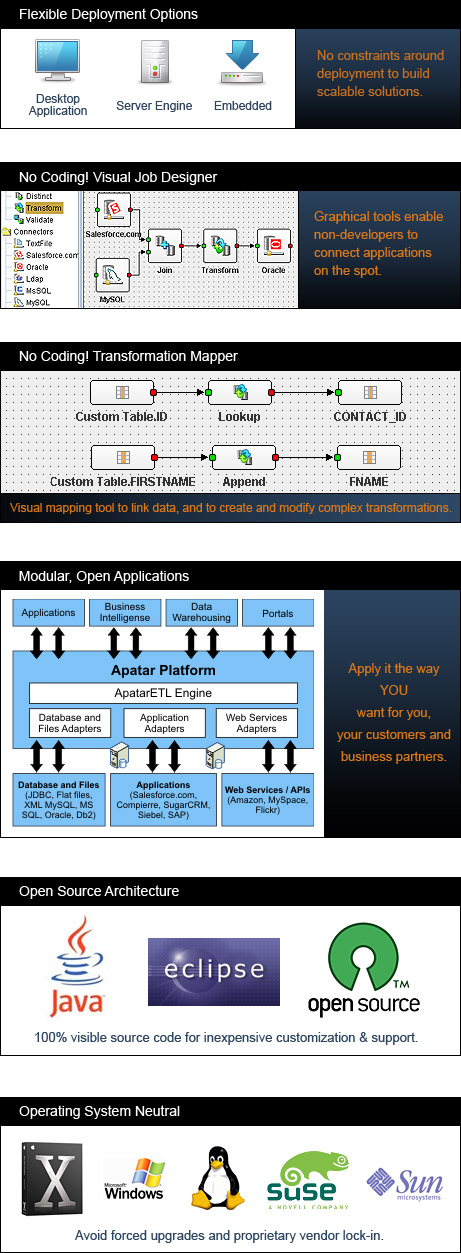 Flexible Deployment Options
Desktop
Application
Server Engine
Embedded
No constraints around
deployment to build
scalable solutions.
No Coding! Visual Job Designer
Distinct
Transform
Validate
Connectors
TextFile
Salesforce.com
Oracle
Ldap
MsSQL
MySQL
Salesforce.com
MySQL
Join
Transform
Oracle
Graphical tools enable
non-developers to
connect applications
on the spot.
No Coding! Transformation Mapper
Custom Table.ID
Lookup
CONTACT_ID
Custom Table.FIRSTNAME
Append
FNAME
Visual mapping tool to link data, and to create and modify complex transformations.
Modular, Open Applications
Applications
Business
Intelligense
Data
Warehousing
Portals
Apatar Platform
ApatarETL Engine
Database and
Files Adapters
Application
Adapters
Web Services
Adapters
Database and Files
(JDBC, Flat files,
XML MySQL, MS
SQL, Oracle, Db2)
Applications
(Salesforce.com,
Compierre, SugarCRM,
Siebel, SAP)
Web Services / APIs
(Amazon, MySpace,
Flickr)
Apply it the way
YOU
want for you,
your customers and
business partners.
Open Source Architecture
Java
eclipse
open source
TM
100% visible source code for inexpensive customization & support.
Operating System Neutral
X
Microsoft
Windows
SUSE
A NOVELL COMPANY
Sun
microsystems
Avoid forced upgrades and proprietary vendor lock-in.